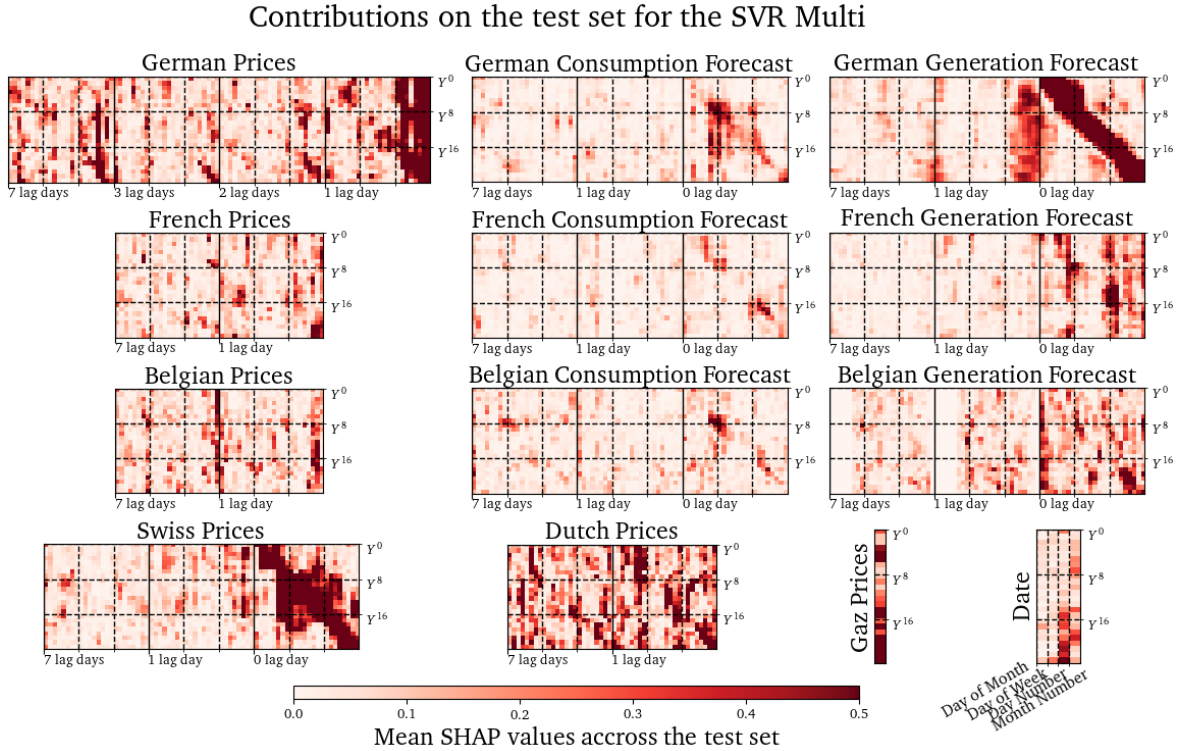 Contributions on the test set for the SVR Multi
German Prices
Y0
Y8
Y16
7 lag days 3 lag days 2 lag days 1 lag day
German Consumption Forecast
Y0
Y8
Y16
7 lag days 1 lag day 0 lag day
German Generation Forecast
Y0
Y8
Y16
7 lag days 1 lag day 0 lag day
French Prices
Y0
Y8
Y16
7 lag days 1 lag day
French Consumption Forecast
Y0
Y8
Y16
7 lag days 1 lag day 0 lag day
French Generation Forecast
Y0
Y8
Y16
7 lag days 1 lag day 0 lag day
Belgian Prices
Y0
Y8
Y16
7 lag days 1 lag day
Belgian Consumption Forecast
Y0
Y8
Y16
7 lag days 1 lag day 0 lag day
Belgian Generation Forecast
Y0
Y8
Y16
7 lag days 1 lag day 0 lag day
Swiss Prices
Y0
Y8
Y16
7 lag days 1 lag day 0 lag day
Dutch Prices
Y0
Y8
Y16
7 lag days 1 lag day
Gaz Prices
Y0
Y8
Y16
Date
Y0
Y8
Y16
Day of Month
Day of Week
Day Number
Month Number
0.0 0.1 0.2 0.3 0.4 0.5
Mean SHAP values accross the test set